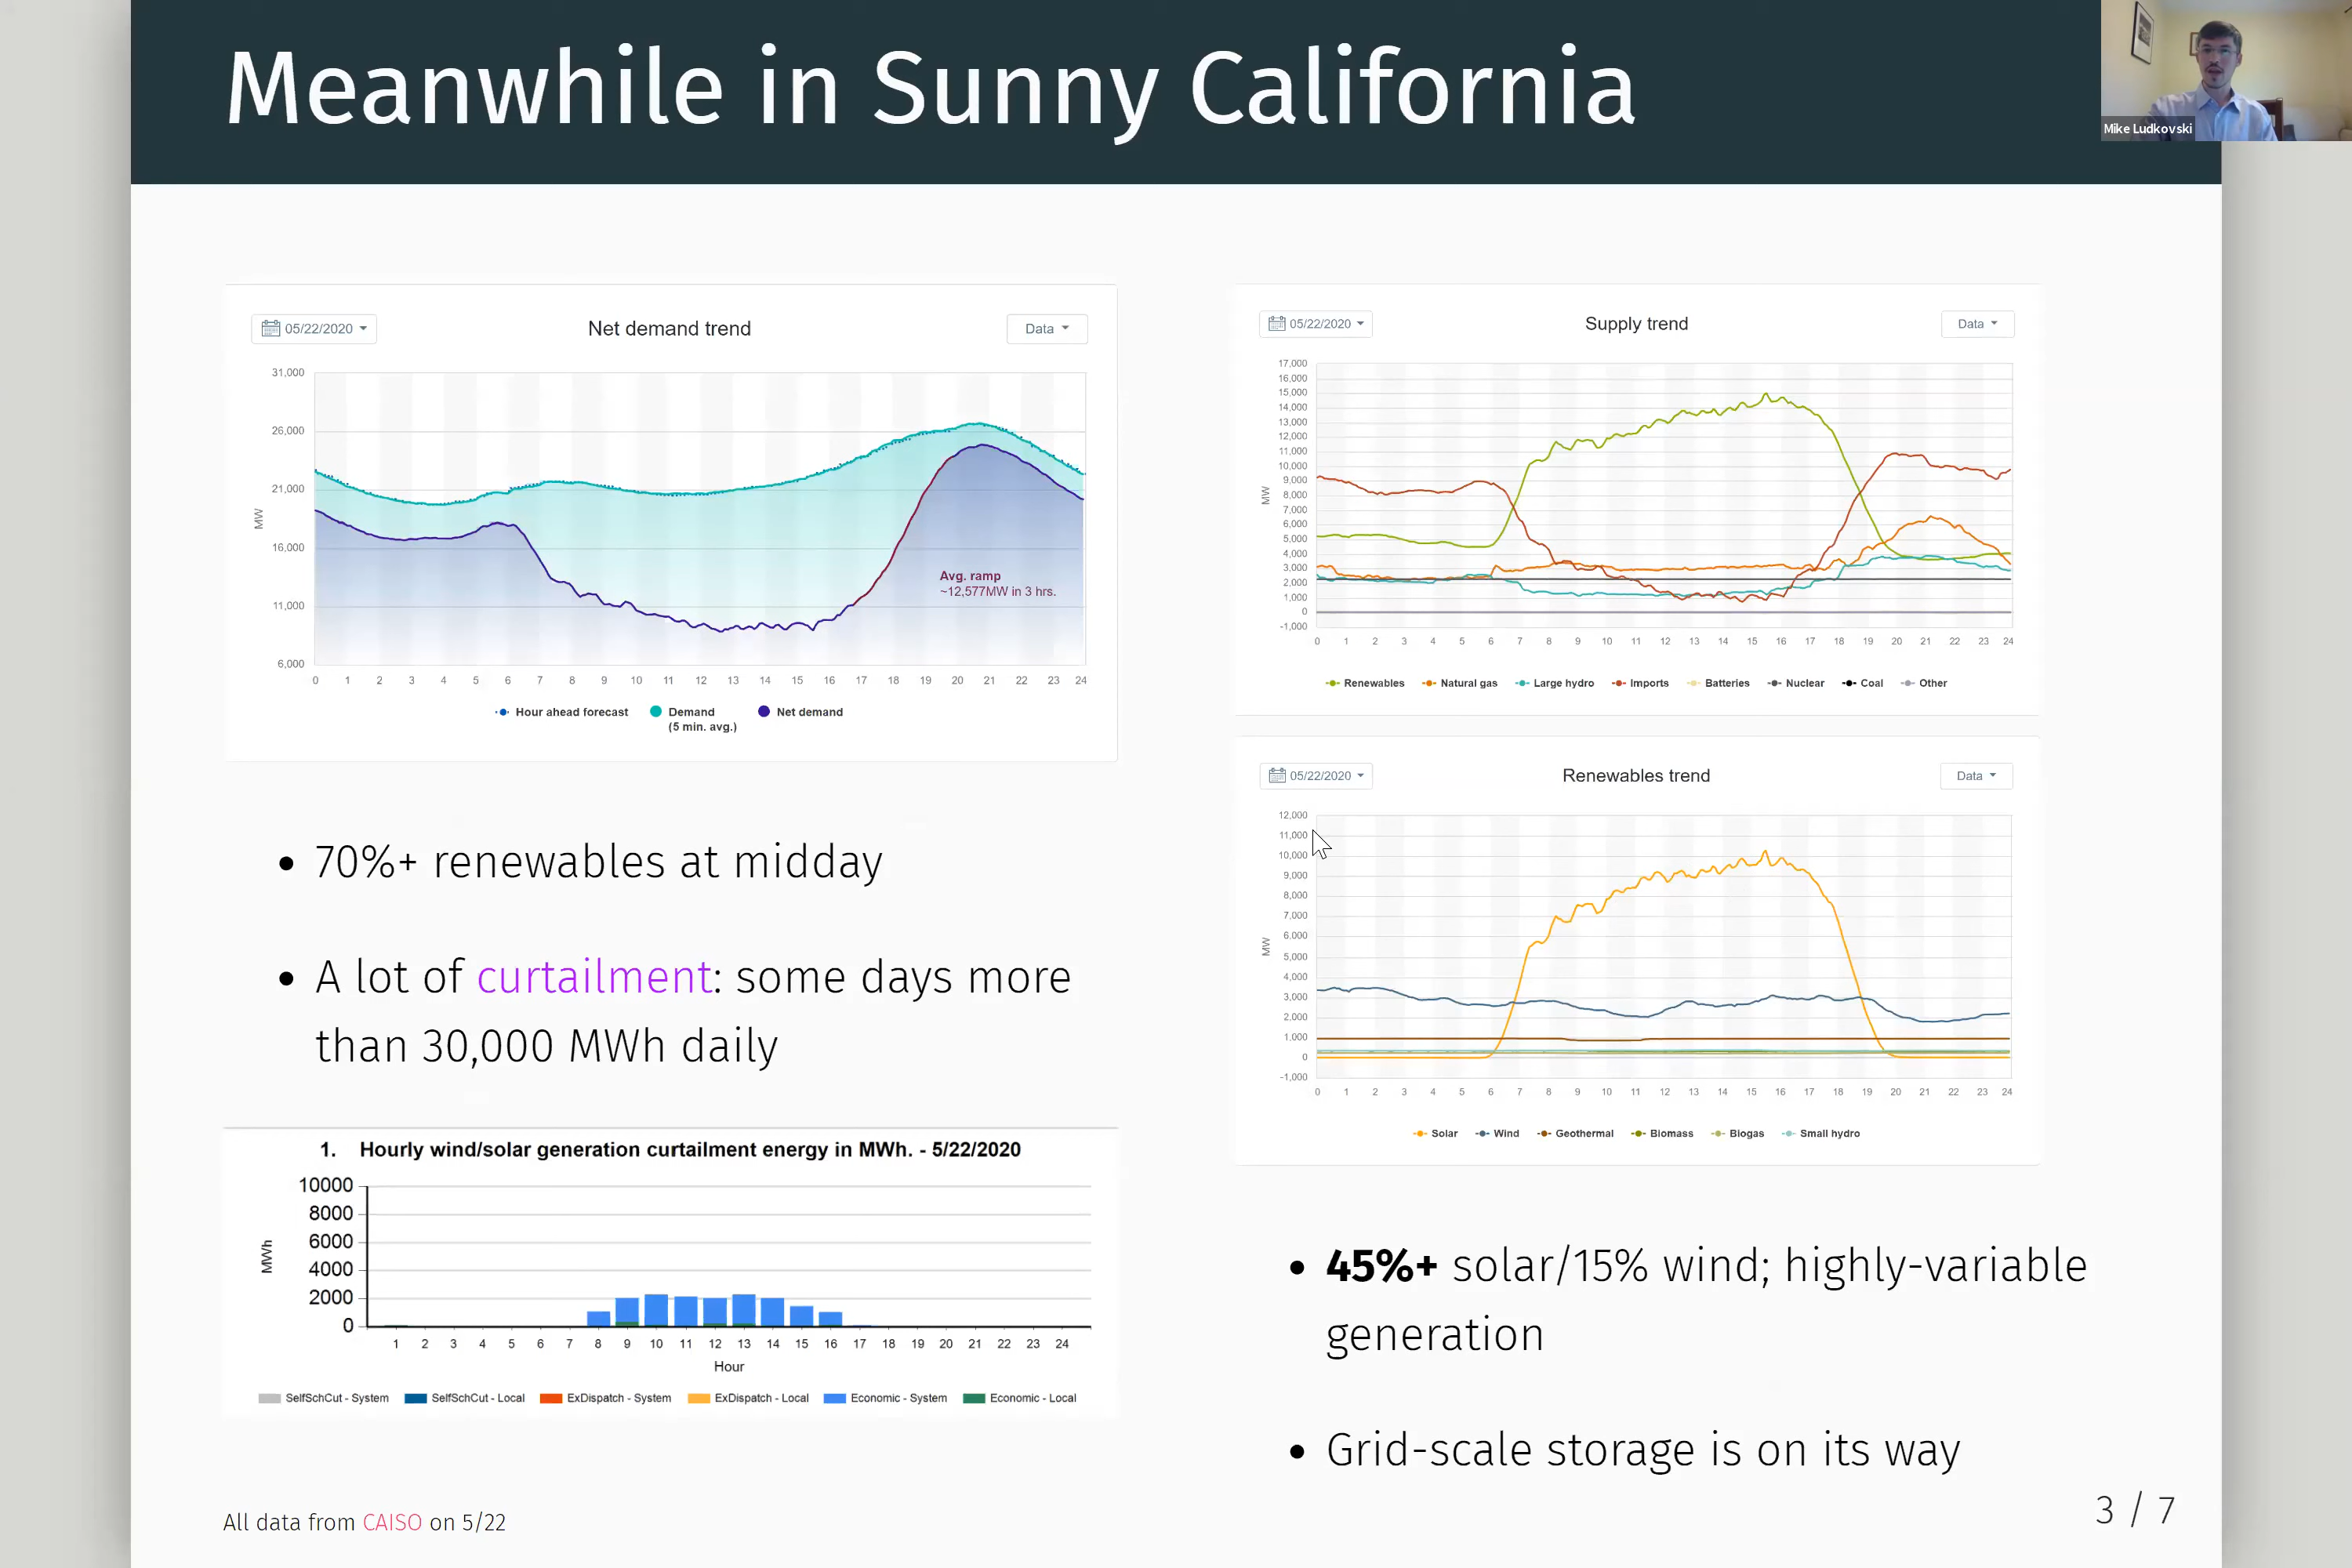 Meanwhile in Sunny California
Mike Ludkovski
05/22/2020
Net demand trend
Data
31,000
26,000
21,000
16,000
11,000
6,000
MW
Avg. ramp
~12,577MW in 3 hrs.
0 1 2 3 4 5 6 7 8 9 10 11 12 13 14 15 16 17 18 19 20 21 22 23 24
Hour ahead forecast Demand Net demand
(5 min. avg.)
70%+ renewables at midday
A lot of curtailment: some days more
than 30,000 MWh daily
1. Hourly wind/solar generation curtailment energy in MWh. - 5/22/2020
10000
8000
6000
4000
2000
0
MWh
1 2 3 4 5 6 7 8 9 10 11 12 13 14 15 16 17 18 19 20 21 22 23 24
Hour
SelfSchCut - System SelfSchCut - Local ExDispatch - System ExDispatch - Local Economic - System Economic - Local
All data from CAISO on 5/22
05/22/2020
Supply trend
Data
17,000
16,000
15,000
14,000
13,000
12,000
11,000
10,000
9,000
8,000
7,000
6,000
5,000
4,000
3,000
2,000
1,000
0
-1,000
MW
0 1 2 3 4 5 6 7 8 9 10 11 12 13 14 15 16 17 18 19 20 21 22 23 24
Renewables Natural gas Large hydro Imports Batteries Nuclear Coal Other
05/22/2020
Renewables trend
Data
12,000
11,000
10,000
9,000
8,000
7,000
6,000
5,000
4,000
3,000
2,000
1,000
0
-1,000
MW
0 1 2 3 4 5 6 7 8 9 10 11 12 13 14 15 16 17 18 19 20 21 22 23 24
Solar Wind Geothermal Biomass Biogas Small hydro
45%+ solar/15% wind; highly-variable
generation
Grid-scale storage is on its way
3 / 7